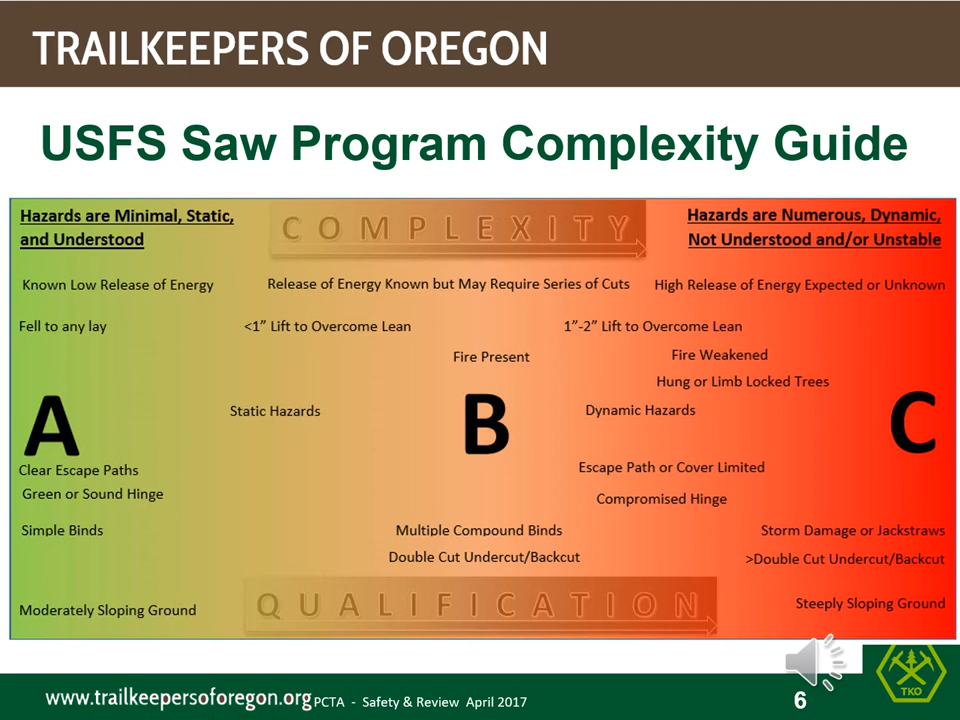 TRAILKEEPERS OF OREGON
USFS Saw Program Complexity Guide
Hazards are Minimal, Static,
and Understood
COMPLEXITY
Hazards are Numerous, Dynamic,
Not Understood and/or Unstable
Known Low Release of Energy
Release of Energy Known but May Require Series of Cuts
High Release of Energy Expected or Unknown
Fell to any lay
<1” Lift to Overcome Lean
1”-2” Lift to Overcome Lean
Fire Present
Fire Weakened
Hung or Limb Locked Trees
A
Static Hazards
B
Dynamic Hazards
C
Clear Escape Paths
Escape Path or Cover Limited
Green or Sound Hinge
Compromised Hinge
Simple Binds
Multiple Compound Binds
Storm Damage or Jackstraws
Double Cut Undercut/Backcut
>Double Cut Undercut/Backcut
Moderately Sloping Ground
QUALIFICATION
Steeply Sloping Ground
www.trailkeepersoforegon.org
PCTA - Safety & Review April 2017
6
TKO